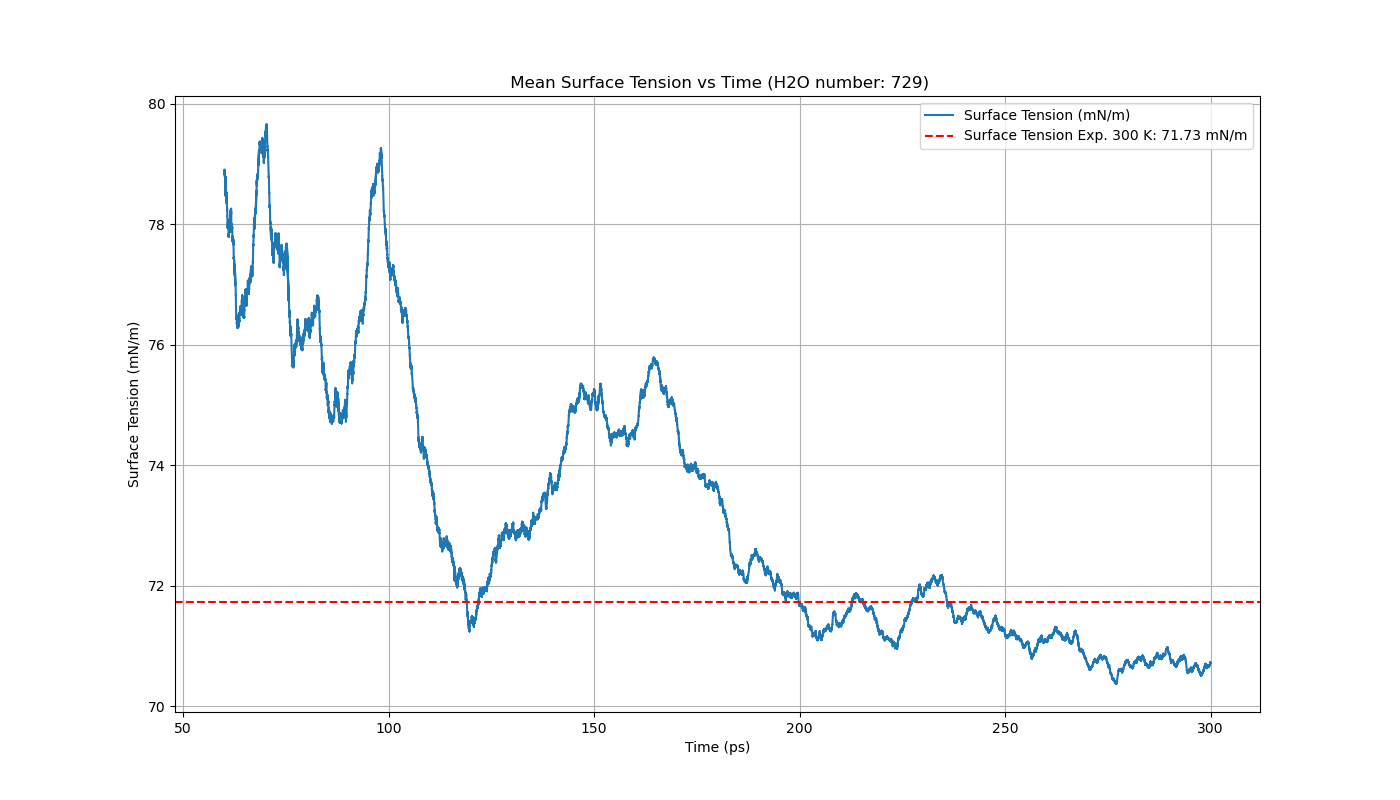 Mean Surface Tension vs Time (H2O number: 729)
Surface Tension (mN/m)
Surface Tension Exp. 300 K: 71.73 mN/m
80
78
76
74
72
70
Surface Tension (mN/m)
50
100
150
200
250
300
Time (ps)